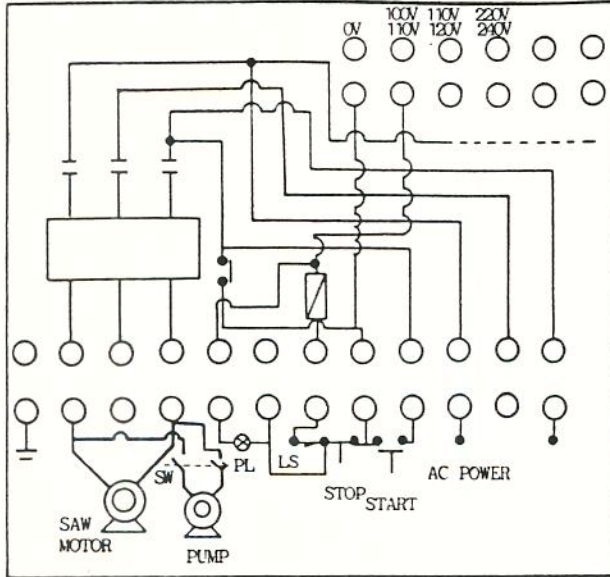 100V 110V 220V
0V 110V 120V 240V
SW
PL
LS
STOP
START
AC POWER
SAW
MOTOR
PUMP